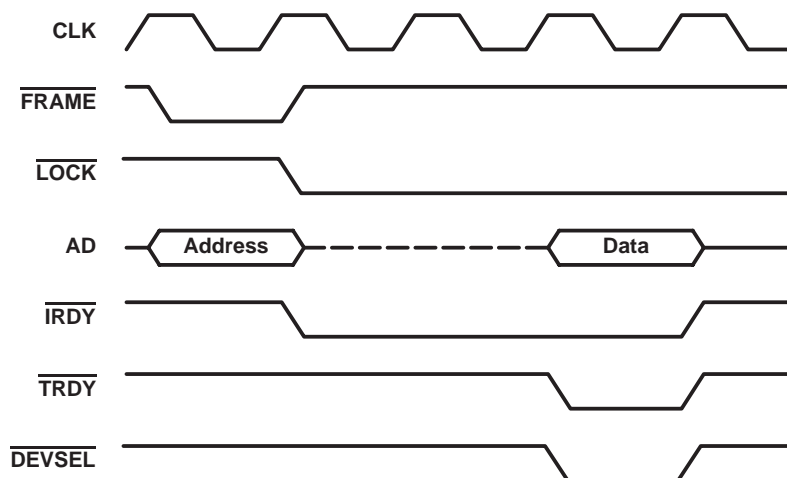 CLK
FRAME
LOCK
AD Address Data
IRDY
TRDY
DEVSEL